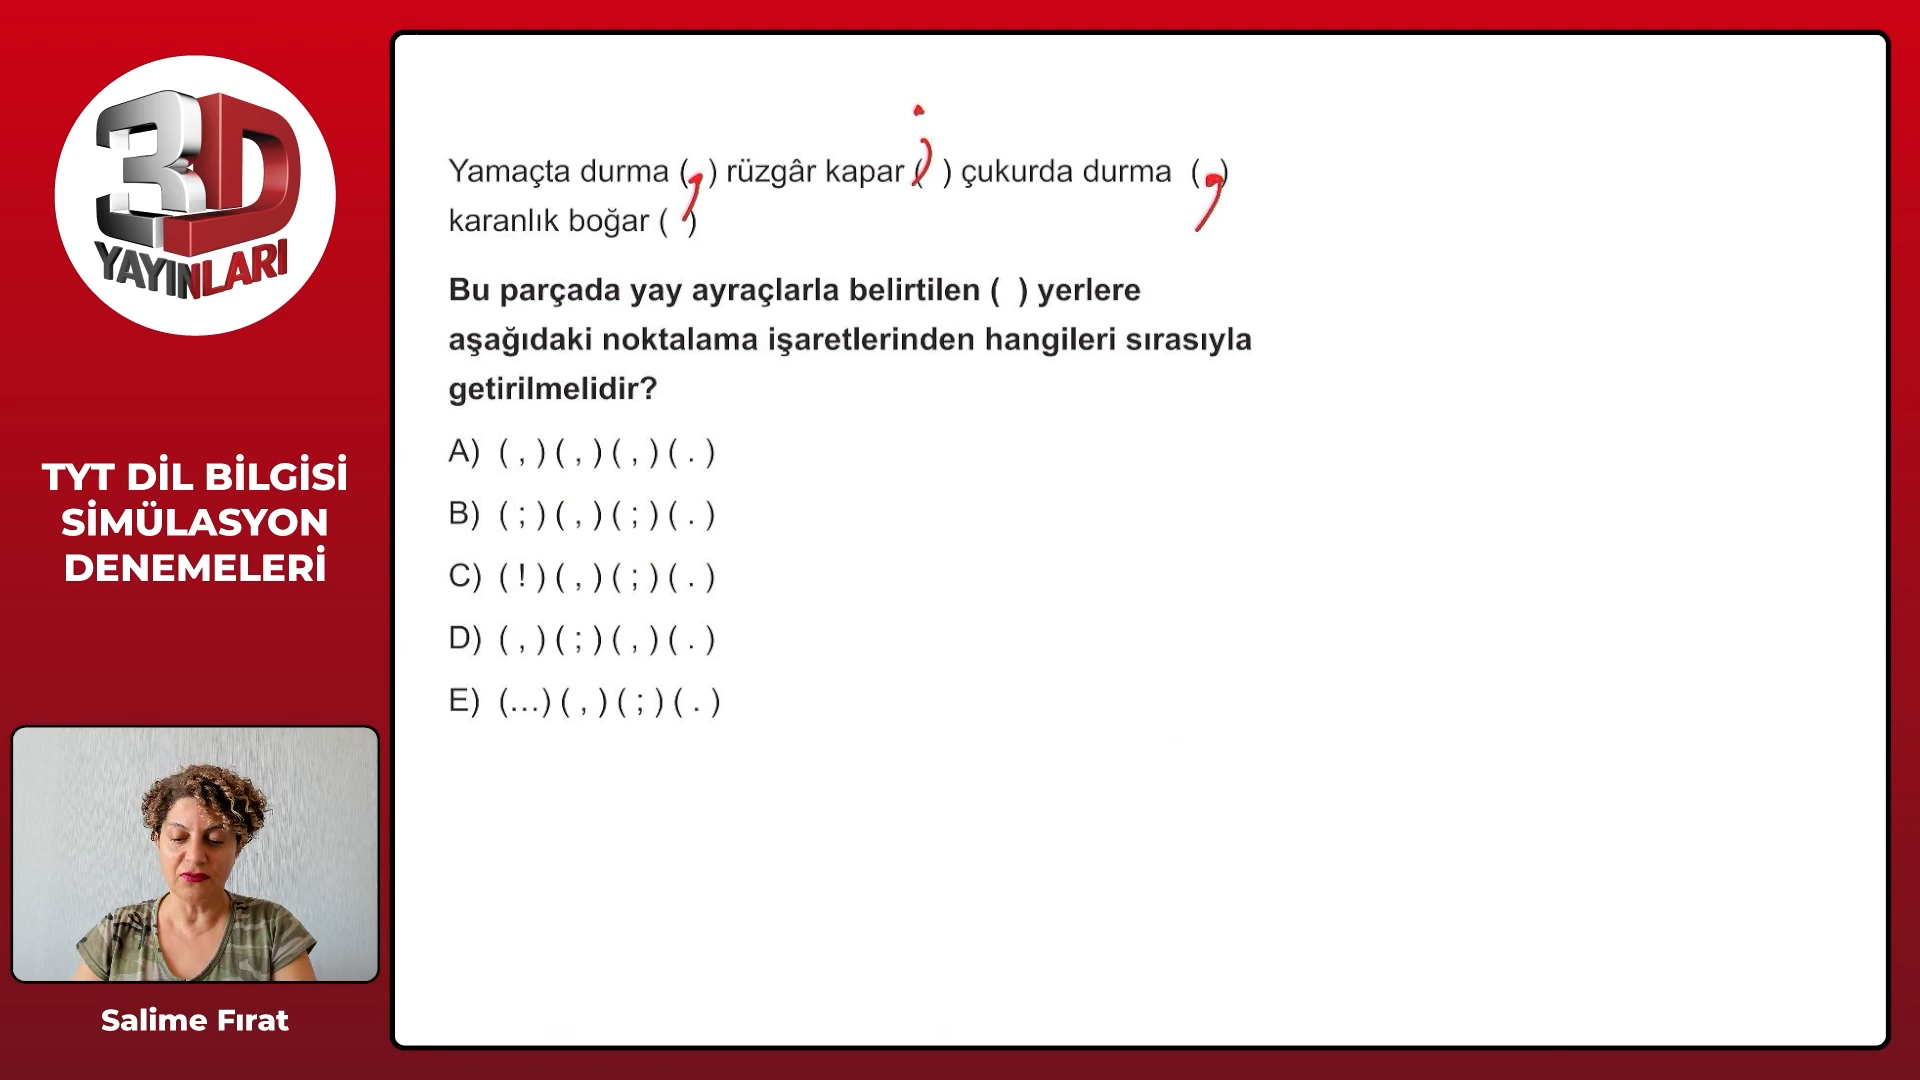 3D
YAYINLARI
TYT DİL BİLGİSİ
SİMÜLASYON
DENEMELERİ
Salime Fırat
Yamaçta durma ( , ) rüzgâr kapar ( ; ) çukurda durma ( , )
karanlık boğar ( )
Bu parçada yay ayraçlarla belirtilen ( ) yerlere
aşağıdaki noktalama işaretlerinden hangileri sırasıyla
getirilmelidir?
A) ( , ) ( , ) ( , ) ( . )
B) ( ; ) ( , ) ( ; ) ( . )
C) ( ! ) ( , ) ( ; ) ( . )
D) ( , ) ( ; ) ( , ) ( . )
E) (...) ( , ) ( ; ) ( . )